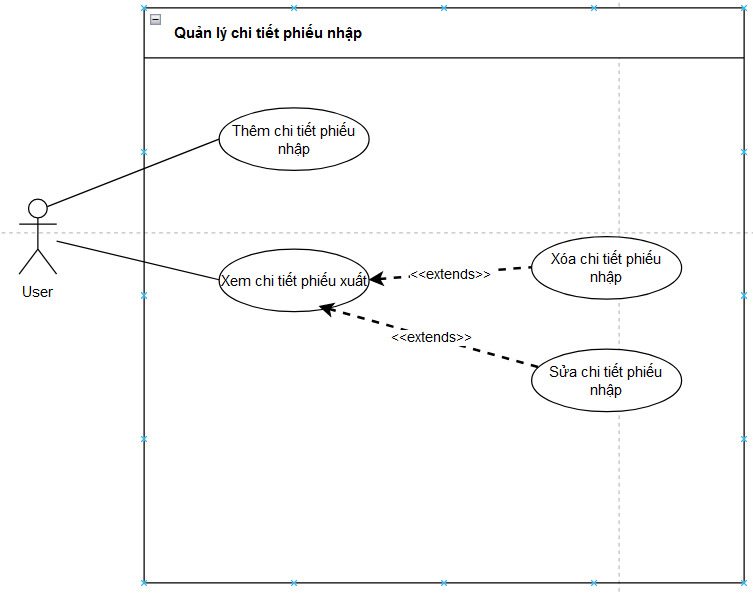 Quản lý chi tiết phiếu nhập
Thêm chi tiết phiếu
nhập
User
Xem chi tiết phiếu xuất
<<extends>>
Xóa chi tiết phiếu
nhập
<<extends>>
Sửa chi tiết phiếu
nhập